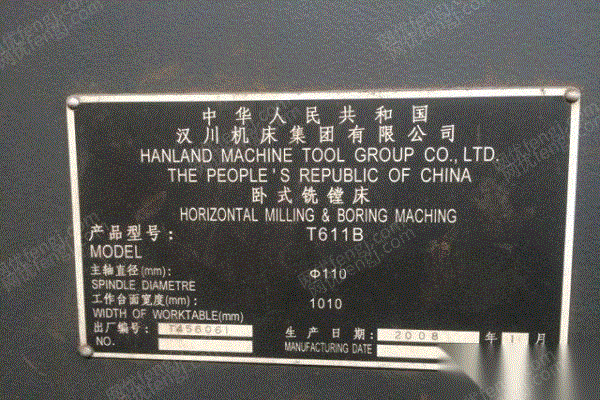 中华人民共和国
汉川机床集团有限公司
HANLAND MACHINE TOOL GROUP CO.,LTD.
THE PEOPLE'S REPUBLIC OF CHINA
卧式铣镗床
HORIZONTAL MILLING & BORING MACHING
产品型号: T611B
MODEL
主轴直径(mm): Φ110
SPINDLE DIAMETRE
工作台面宽度(mm): 1010
WIDTH OF WORKTABLE(mm)
出厂编号: T456061 生产日期: 2008 年 1 月
NO. MANUFACTURING DATE